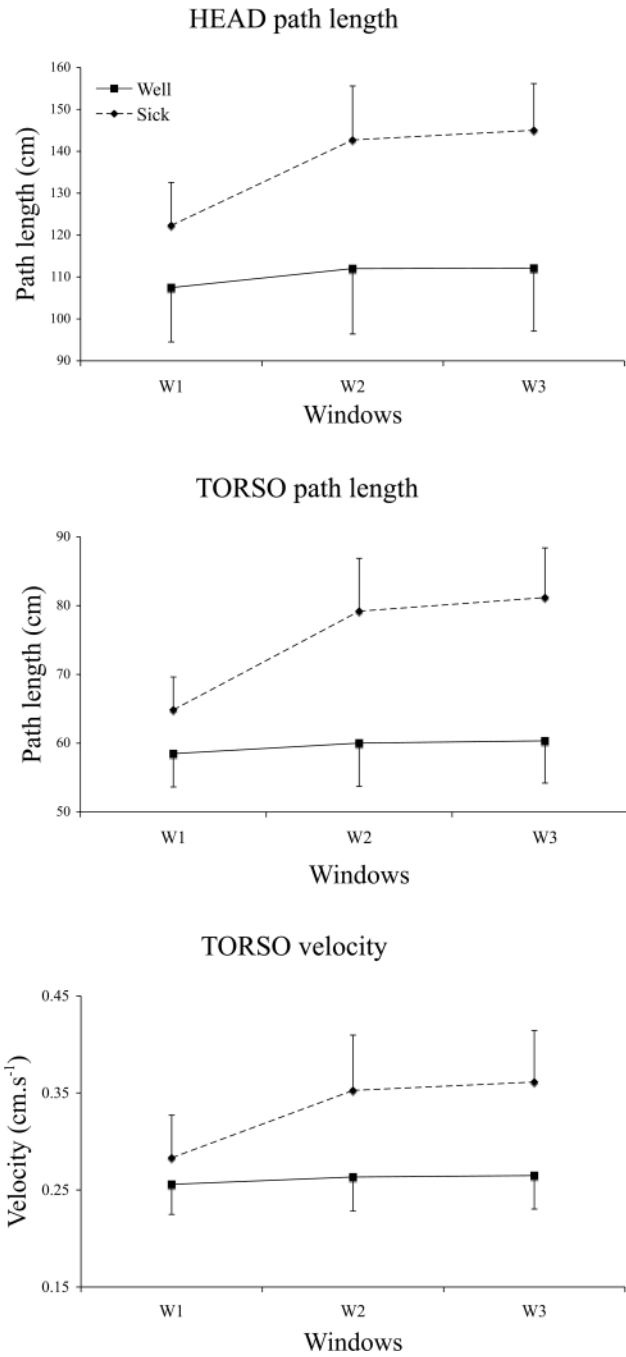 HEAD path length
160
150
140
130
120
110
100
90
Well
Sick
Path length (cm)
W1 W2 W3
Windows
TORSO path length
90
80
70
60
50
Path length (cm)
W1 W2 W3
Windows
TORSO velocity
0.45
0.35
0.25
0.15
Velocity (cm.s-1)
W1 W2 W3
Windows